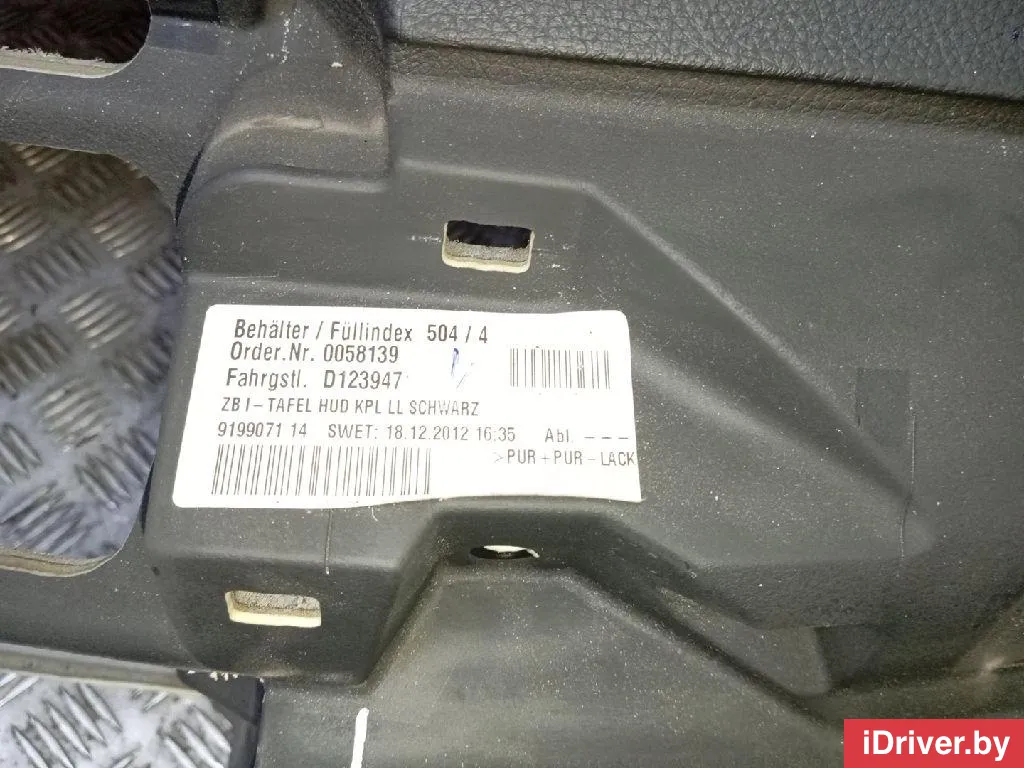 Behälter / Füllindex 504 / 4
Order.Nr. 0058139
Fahrgstl. D123947
ZB I-TAFEL HUD KPL LL SCHWARZ
9199071 14 SWET: 18.12.2012 16:35 Abl. ---
>PUR+PUR-LACK
iDriver.by